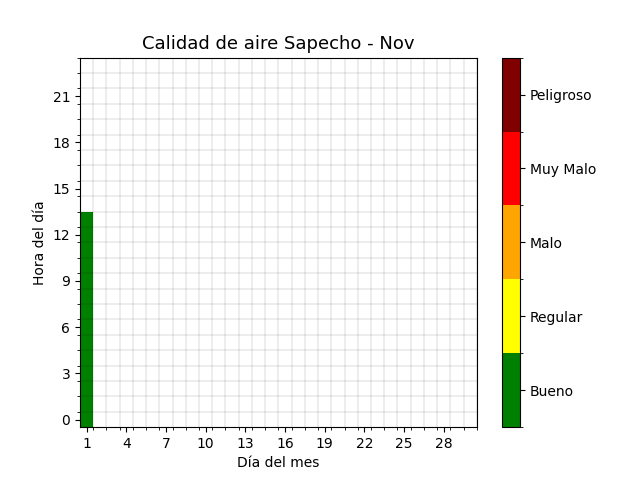 Calidad de aire Sapecho - Nov
Hora del día
21
18
15
12
9
6
3
0
1 4 7 10 13 16 19 22 25 28
Día del mes
Peligroso
Muy Malo
Malo
Regular
Bueno